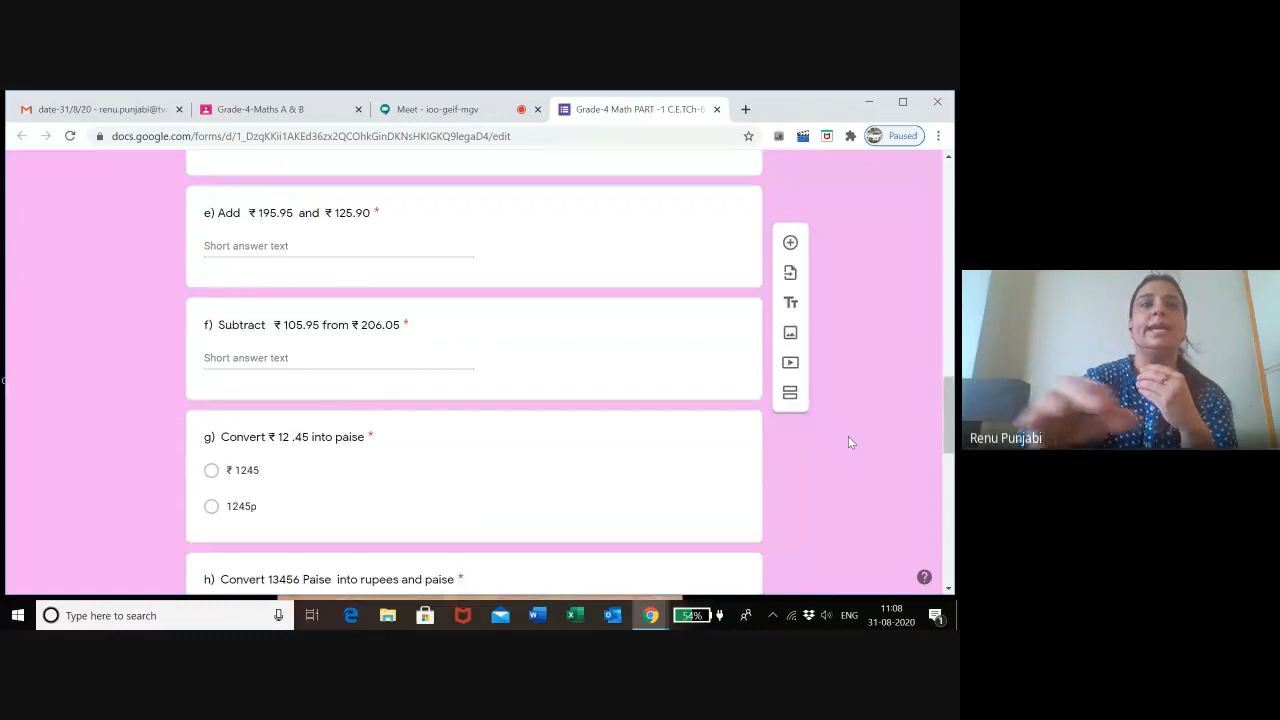 date-31/8/20 - renu.punjabi@tv
Grade-4-Maths A & B
Meet - ioo-geif-mgv
Grade-4 Math PART -1 C.E.TCh-6
docs.google.com/forms/d/1_DzqKKii1AKEd36zx2QCOhkGinDKNsHKIGKQ9legaD4/edit
Paused
e) Add ₹ 195.95 and ₹ 125.90 *
Short answer text
f) Subtract ₹ 105.95 from ₹ 206.05 *
Short answer text
g) Convert ₹ 12 .45 into paise *
₹ 1245
1245p
h) Convert 13456 Paise into rupees and paise *
Tт
Renu Punjabi
Type here to search
54%
ENG
11:08
31-08-2020
1